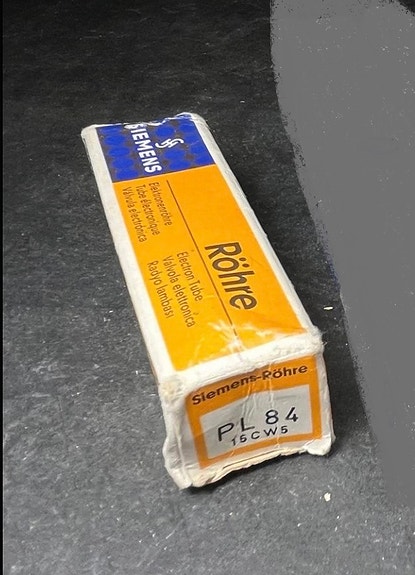 SIEMENS
Elektronenröhre
Tube électronique
Válvula electrónica
Röhre
Electron Tube
Valvola elettronica
Radyo lambası
Siemens-Röhre
PL 84
15CW5